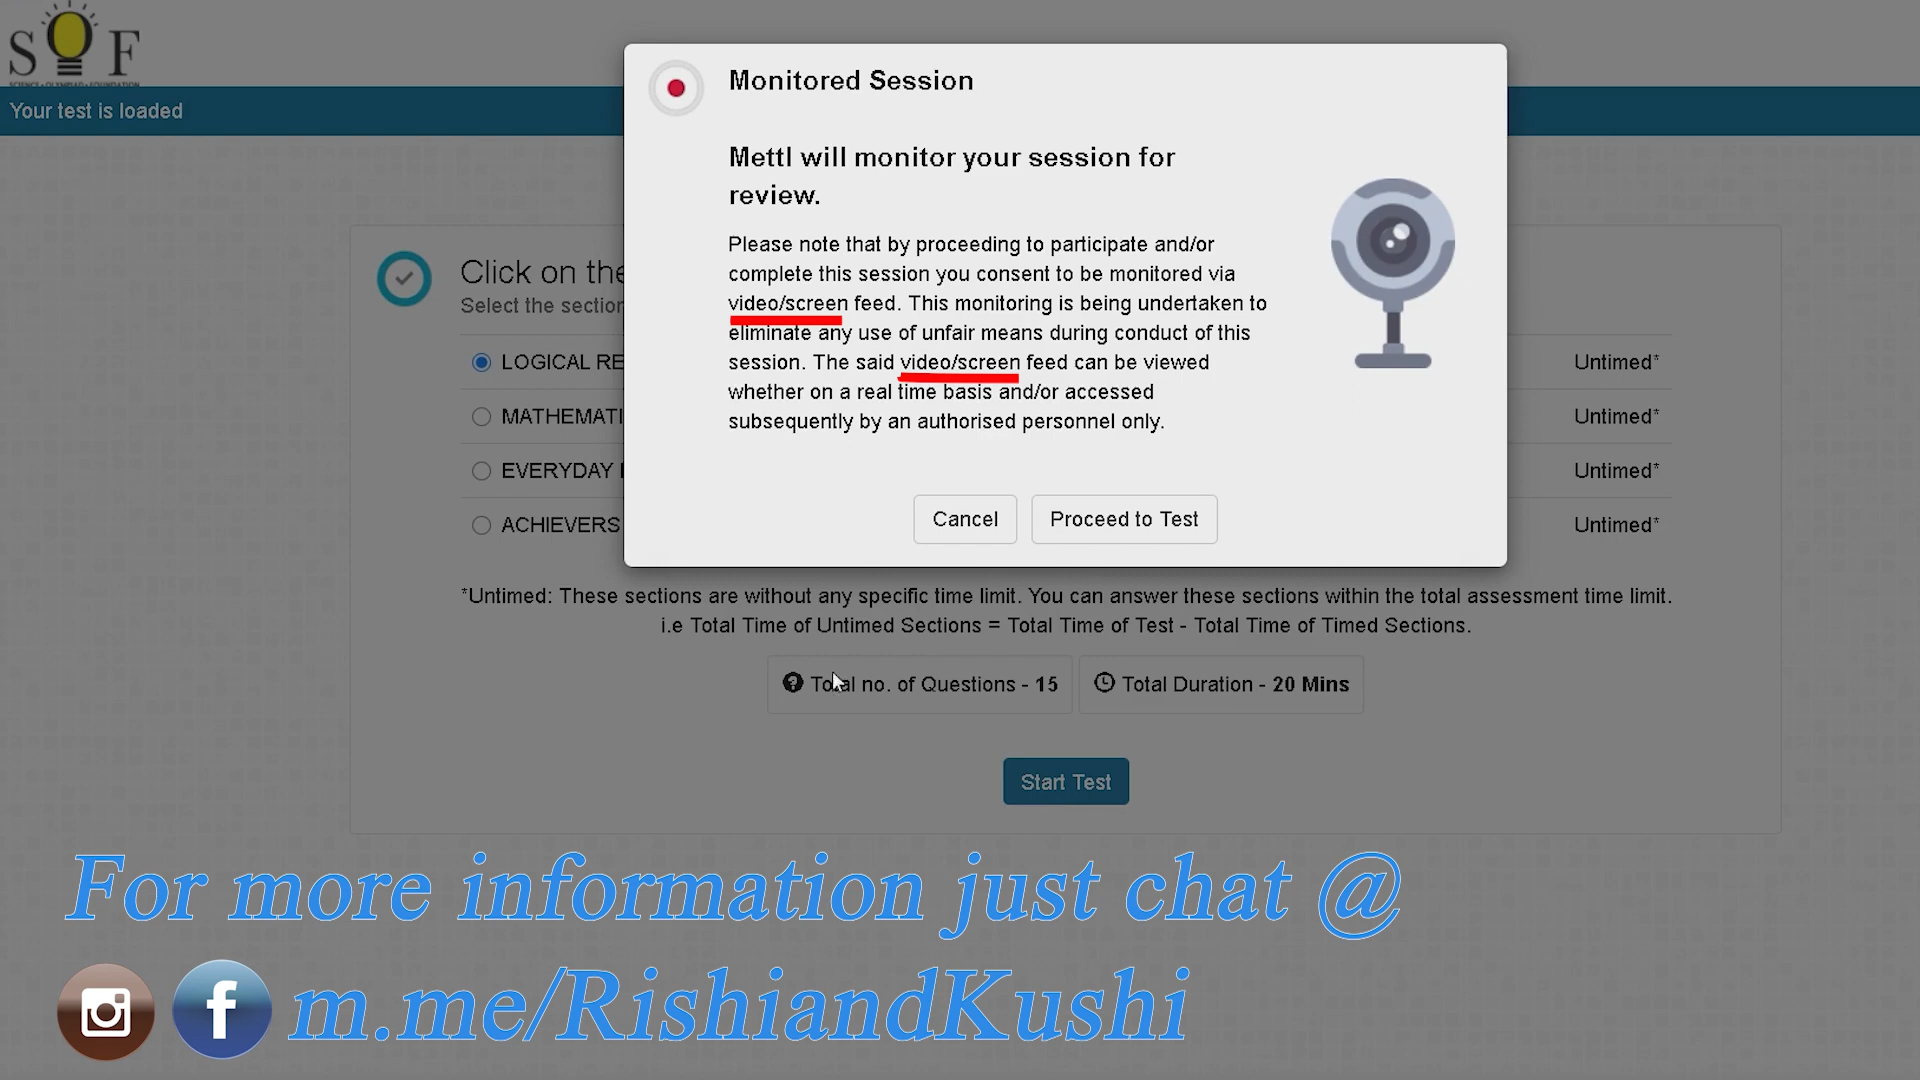 SOF
SCIENCE OLYMPIAD FOUNDATION
Your test is loaded
Monitored Session
Mettl will monitor your session for
review.
Please note that by proceeding to participate and/or
complete this session you consent to be monitored via
video/screen feed. This monitoring is being undertaken to
eliminate any use of unfair means during conduct of this
session. The said video/screen feed can be viewed
whether on a real time basis and/or accessed
subsequently by an authorised personnel only.
Cancel
Proceed to Test
Click on the
Select the section
LOGICAL RE
Untimed*
MATHEMATI
Untimed*
EVERYDAY
Untimed*
ACHIEVERS
Untimed*
*Untimed: These sections are without any specific time limit. You can answer these sections within the total assessment time limit.
i.e Total Time of Untimed Sections = Total Time of Test - Total Time of Timed Sections.
Total no. of Questions - 15
Total Duration - 20 Mins
Start Test
For more information just chat @
m.me/RishiandKushi